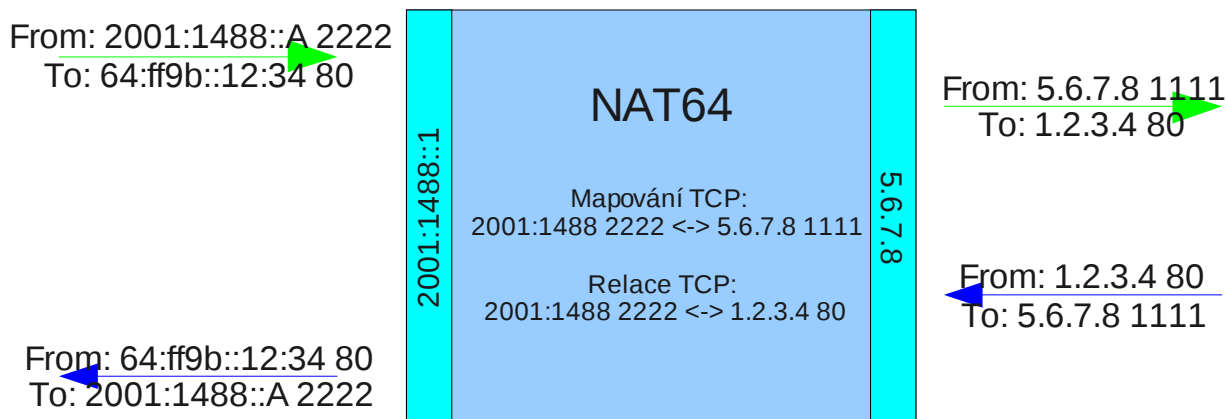 From: 2001:1488::A 2222
To: 64:ff9b::12:34 80
From: 64:ff9b::12:34 80
To: 2001:1488::A 2222
2001:1488::1
NAT64
Mapování TCP:
2001:1488 2222 <-> 5.6.7.8 1111
Relace TCP:
2001:1488 2222 <-> 1.2.3.4 80
5.6.7.8
From: 5.6.7.8 1111
To: 1.2.3.4 80
From: 1.2.3.4 80
To: 5.6.7.8 1111